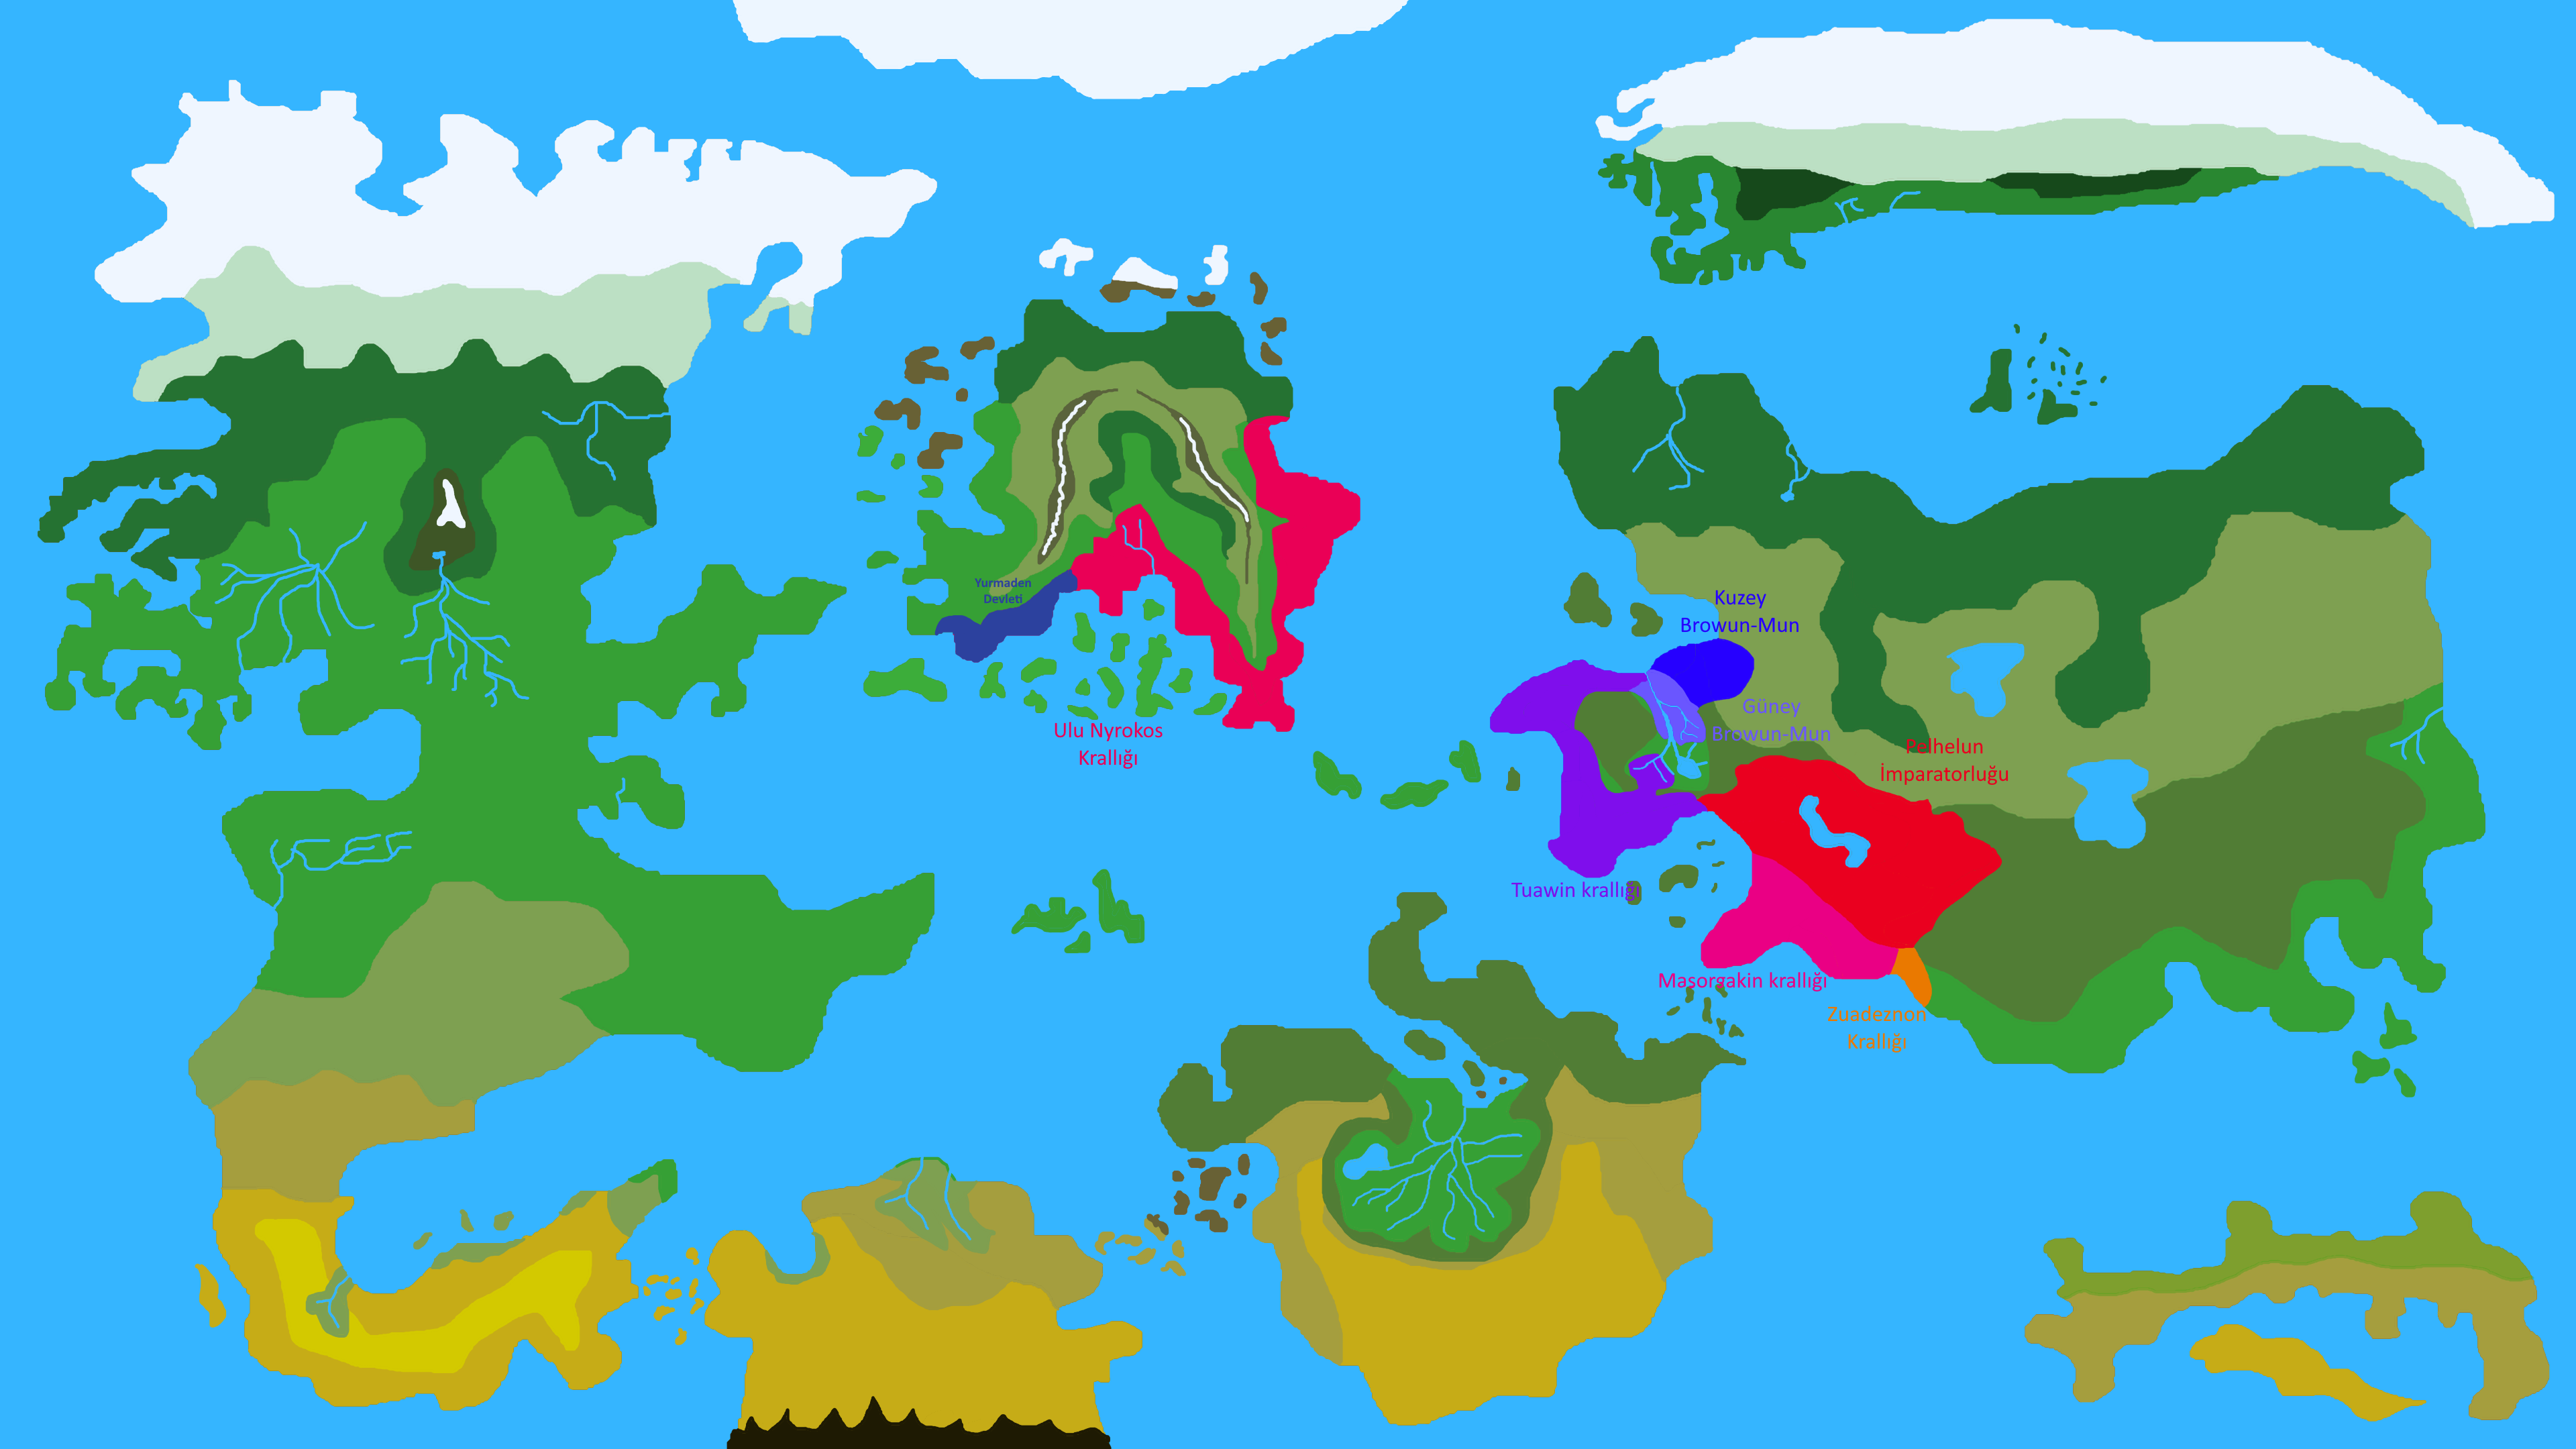 Yurmaden
Devleti
Ulu Nyrokos
Krallığı
Kuzey
Browun-Mun
Güney
Browun-Mun
Pelhelun
İmparatorluğu
Tuawin krallığı
Masorgakin krallığı
Zuadeznon
Krallığı